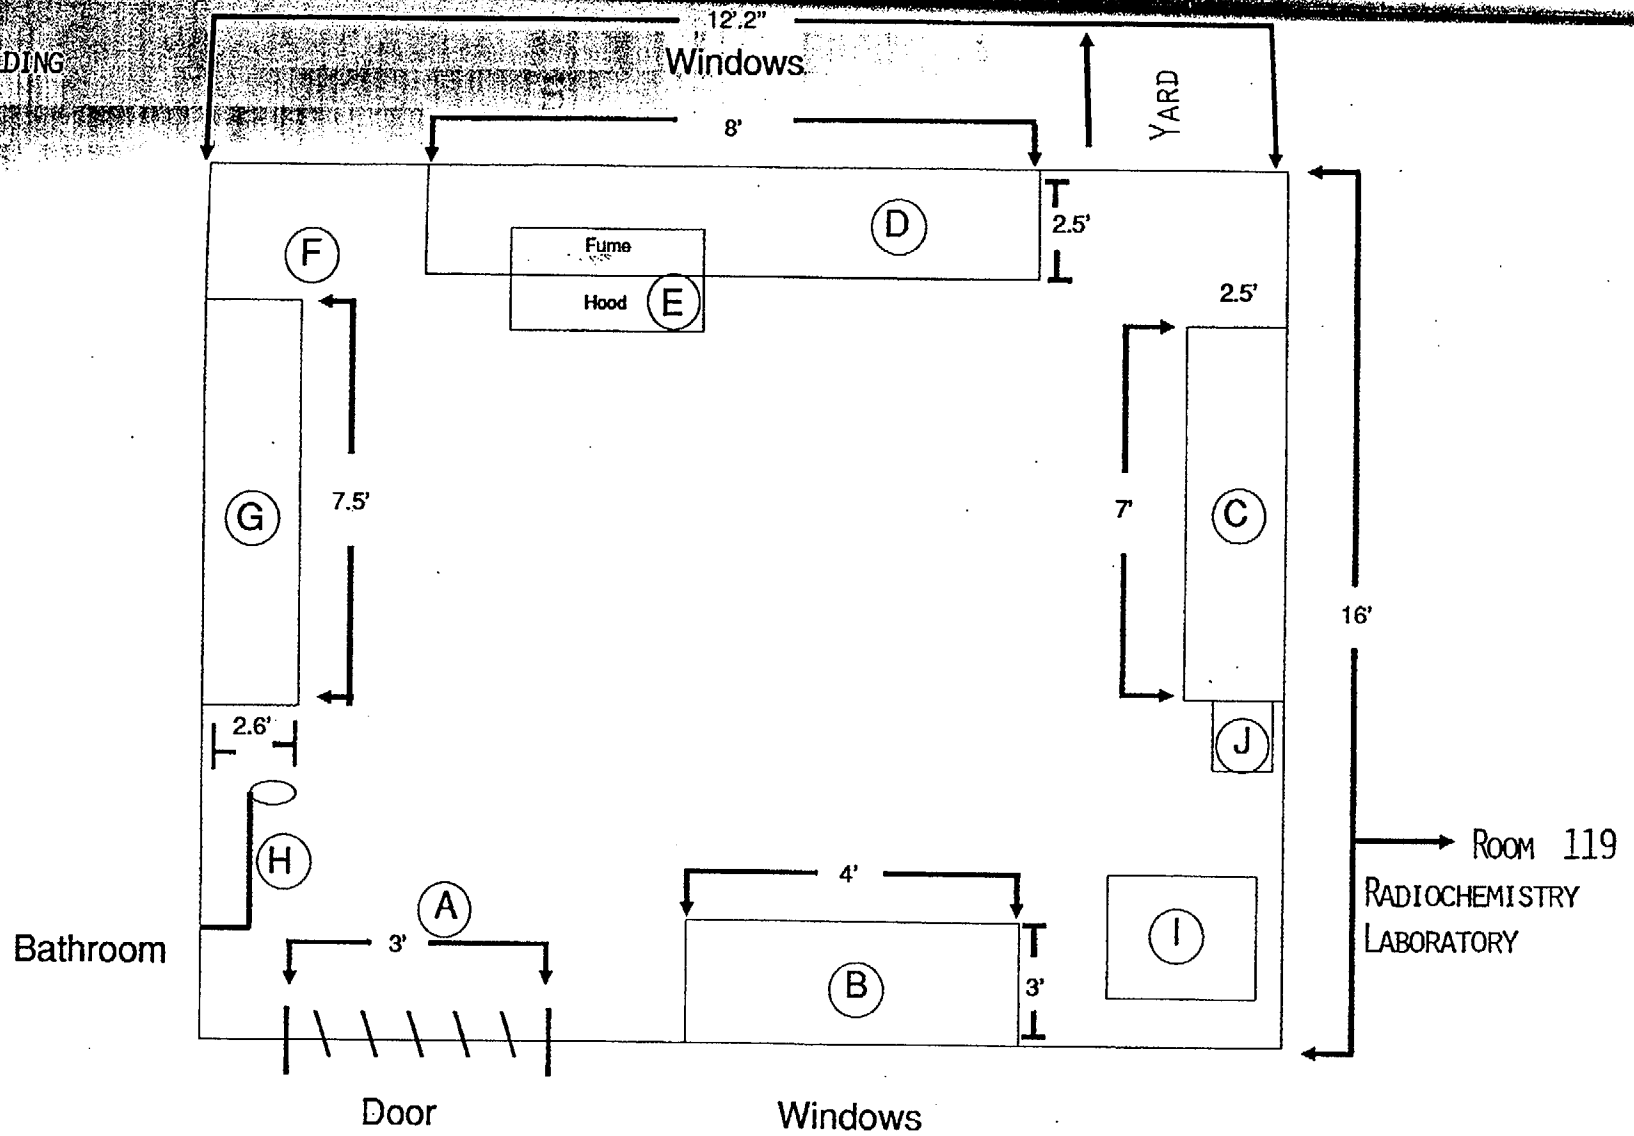 12'.2"
DING
Windows
YARD
8'
D
2.5'
F
Fume
Hood
E
2.5'
G
7.5'
7'
C
16'
2.6'
J
H
4'
Room 119
RADIOCHEMISTRY
LABORATORY
A
3'
I
Bathroom
B
3'
Door
Windows